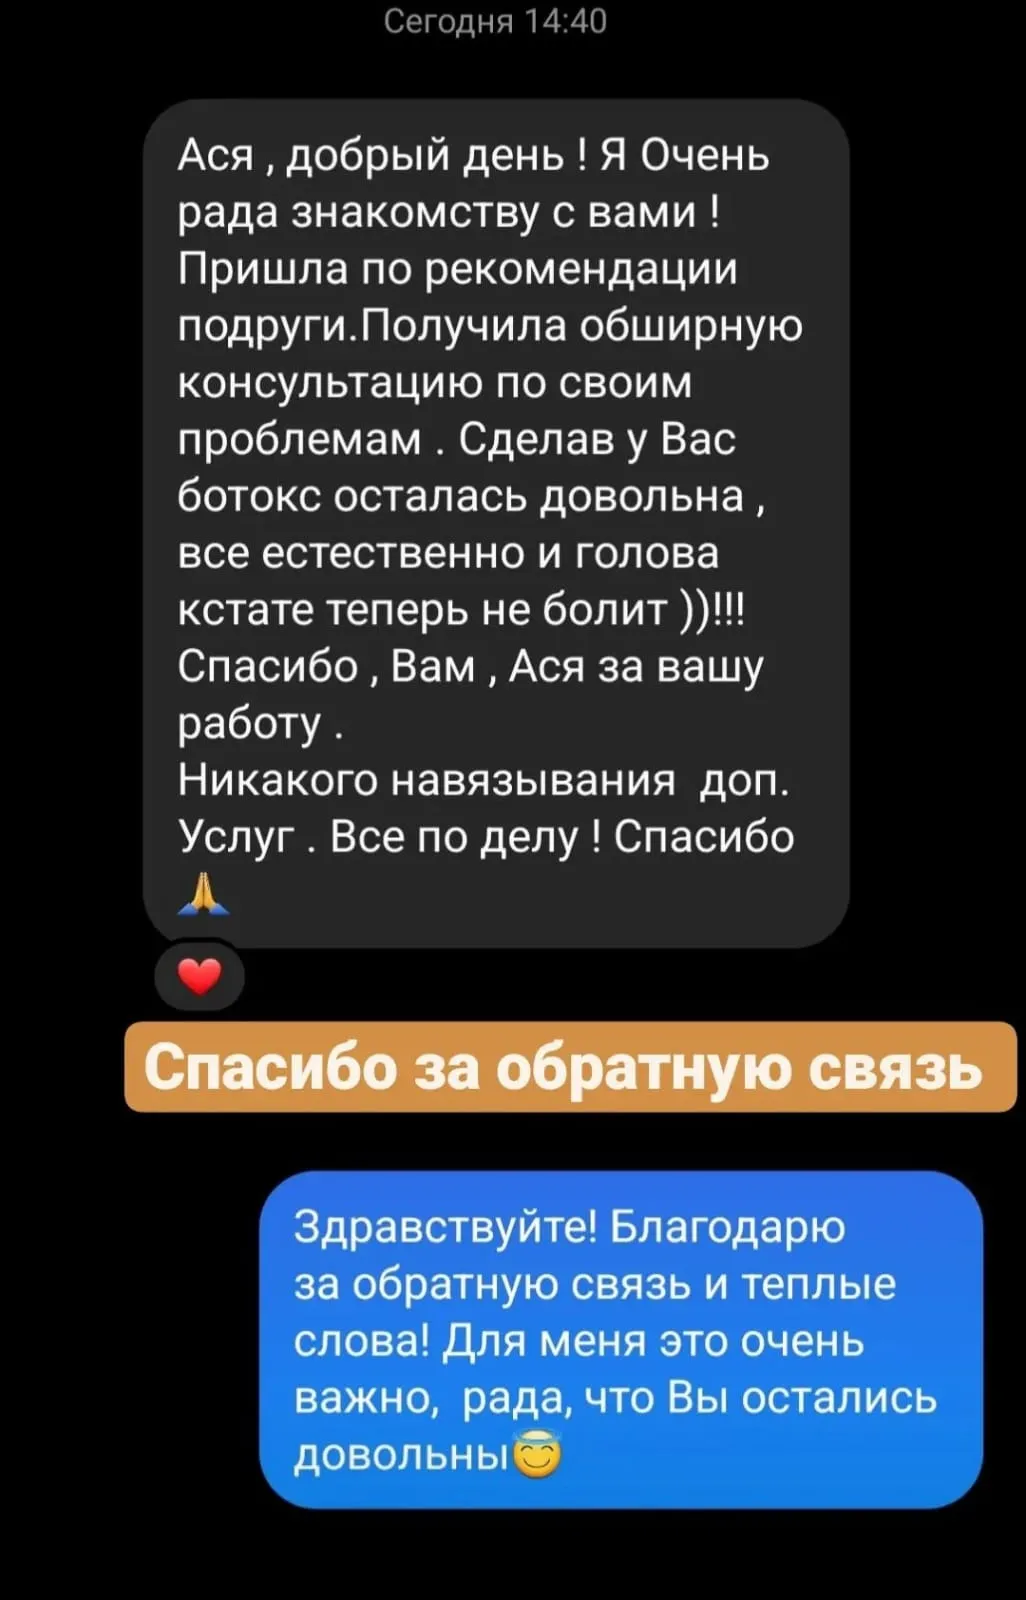 Сегодня 14:40
Ася , добрый день ! Я Очень
рада знакомству с вами !
Пришла по рекомендации
подруги.Получила обширную
консультацию по своим
проблемам . Сделав у Вас
ботокс осталась довольна ,
все естественно и голова
кстате теперь не болит ))!!!
Спасибо , Вам , Ася за вашу
работу .
Никакого навязывания  доп.
Услуг . Все по делу ! Спасибо
🙏
❤️
Спасибо за обратную связь
Здравствуйте! Благодарю
за обратную связь и теплые
слова! Для меня это очень
важно,  рада, что Вы остались
довольны😇